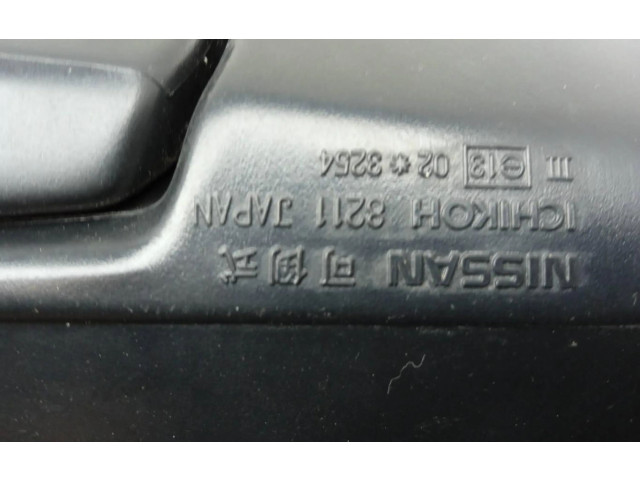 NISSAN 可倒式
ICHIKOH 8211 JAPAN
III e13 02*3254